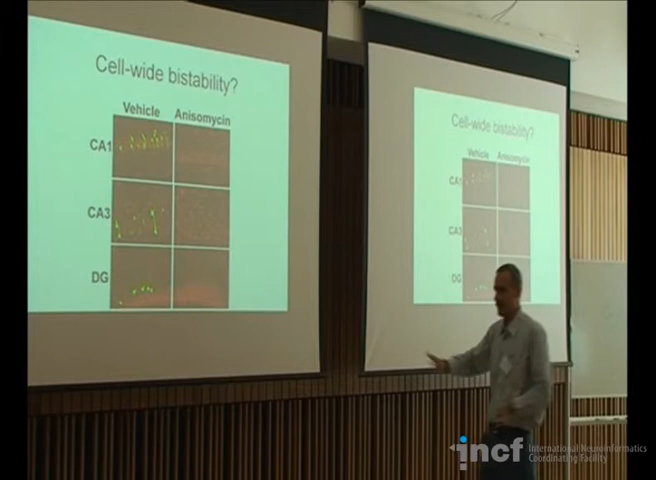 Cell-wide bistability?
Vehicle Anisomycin
CA1
CA3
DG
Cell-wide bistability?
Vehicle Anisomycin
CA1
CA3
DG
incf International Neuroinformatics
Coordinating Facility